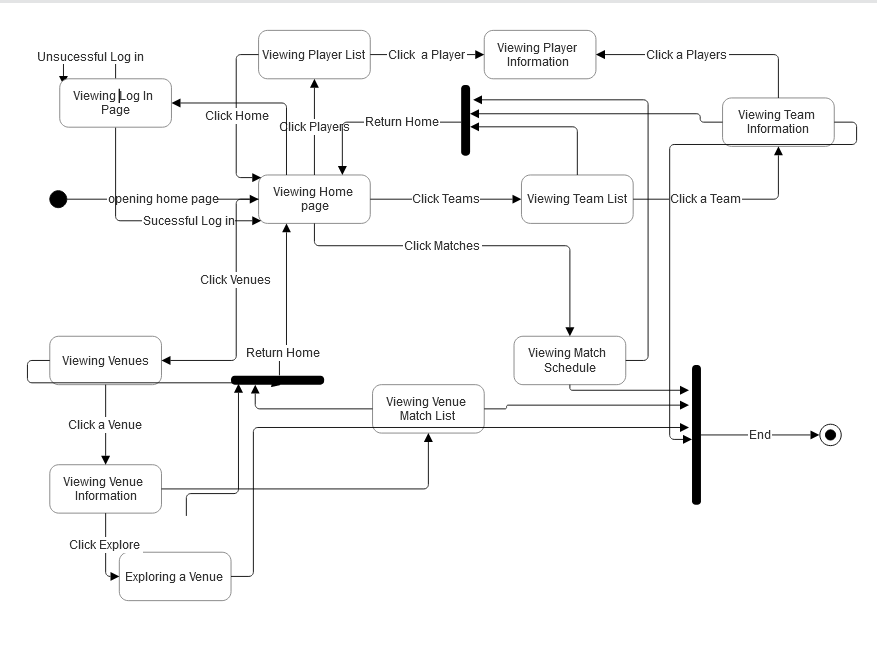 Unsucessful Log in
Viewing Player List
Click  a Player
Viewing Player
Information
Click a Players
Viewing Log In
Page
Click Home
Click Players
Return Home
Viewing Team
Information
opening home page
Viewing Home
page
Click Teams
Viewing Team List
Click a Team
Sucessful Log in
Click Matches
Click Venues
Viewing Venues
Return Home
Viewing Match
Schedule
Viewing Venue
Match List
Click a Venue
End
Viewing Venue
Information
Click Explore
Exploring a Venue